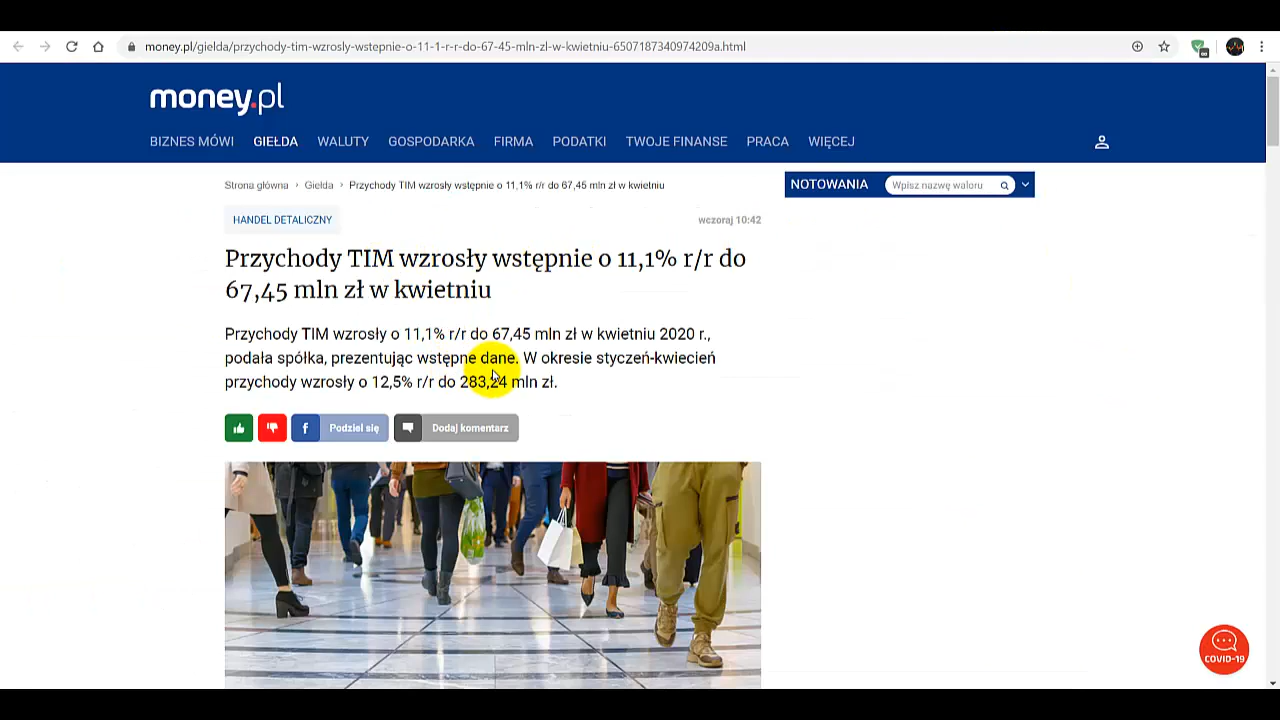 money.pl/gielda/przychody-tim-wzrosly-wstepnie-o-11-1-r-r-do-67-45-mln-zl-w-kwietniu-6507187340974209a.html
money.pl
BIZNES MÓWI GIEŁDA WALUTY GOSPODARKA FIRMA PODATKI TWOJE FINANSE PRACA WIĘCEJ
Strona główna › Giełda › Przychody TIM wzrosły wstępnie o 11,1% r/r do 67,45 mln zł w kwietniu
NOTOWANIA Wpisz nazwę waloru
HANDEL DETALICZNY wczoraj 10:42
Przychody TIM wzrosły wstępnie o 11,1% r/r do
67,45 mln zł w kwietniu
Przychody TIM wzrosły o 11,1% r/r do 67,45 mln zł w kwietniu 2020 r.,
podała spółka, prezentując wstępne dane. W okresie styczeń-kwiecień
przychody wzrosły o 12,5% r/r do 283,24 mln zł.
f Podziel się Dodaj komentarz
COVID-19